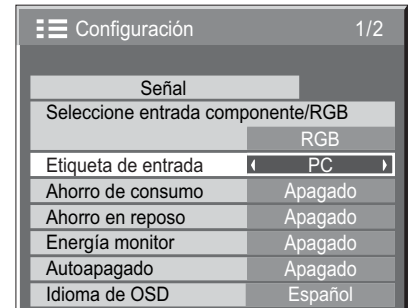 Configuración 1/2
Señal
Seleccione entrada componente/RGB
RGB
Etiqueta de entrada PC
Ahorro de consumo Apagado
Ahorro en reposo Apagado
Energía monitor Apagado
Autoapagado Apagado
Idioma de OSD Español